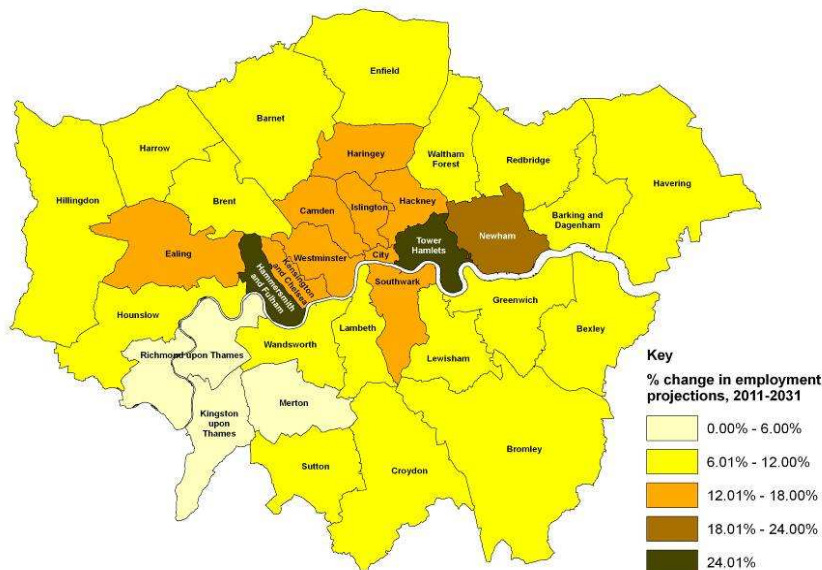 Enfield
Barnet
Harrow
Haringey
Waltham
Forest
Redbridge
Havering
Hillingdon
Brent
Camden
Islington
Hackney
Barking and
Dagenham
Ealing
Hammersmith
and Fulham
Kensington
and Chelsea
Westminster
City
Tower
Hamlets
Newham
Southwark
Hounslow
Greenwich
Bexley
Richmond upon Thames
Wandsworth
Lambeth
Lewisham
Kingston
upon
Thames
Merton
Sutton
Croydon
Bromley
Key
% change in employment
projections, 2011-2031
0.00% - 6.00%
6.01% - 12.00%
12.01% - 18.00%
18.01% - 24.00%
24.01%